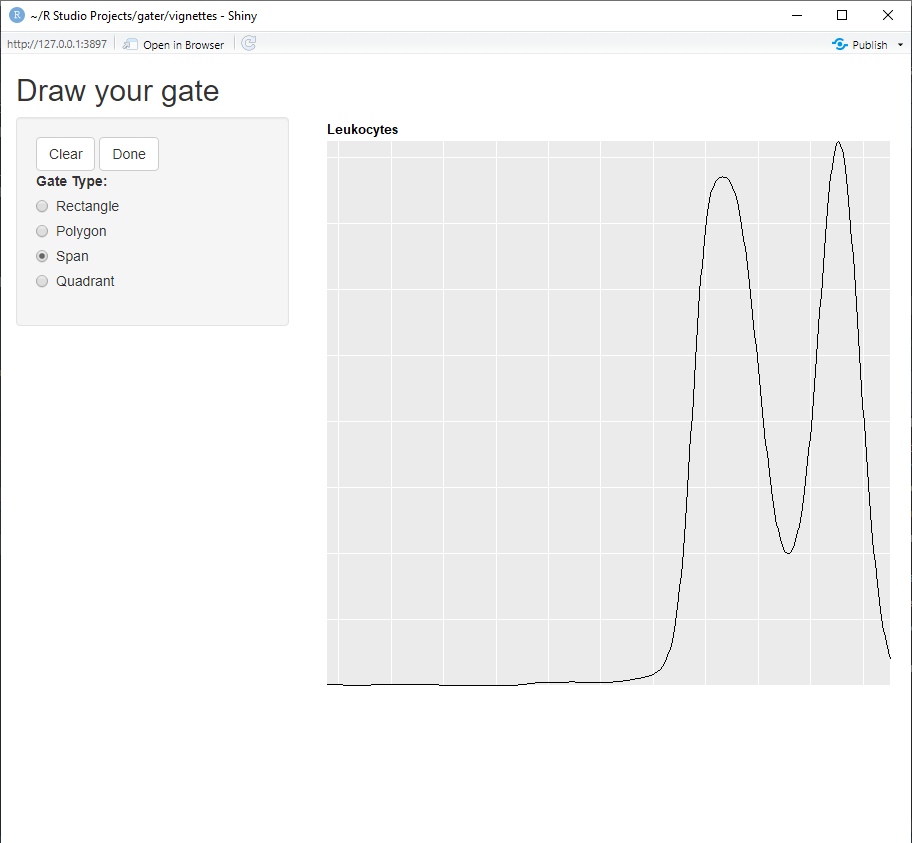 R ~/R Studio Projects/gater/vignettes - Shiny
http://127.0.0.1:3897 Open in Browser Publish
Draw your gate
Clear Done
Gate Type:
Rectangle
Polygon
Span
Quadrant
Leukocytes